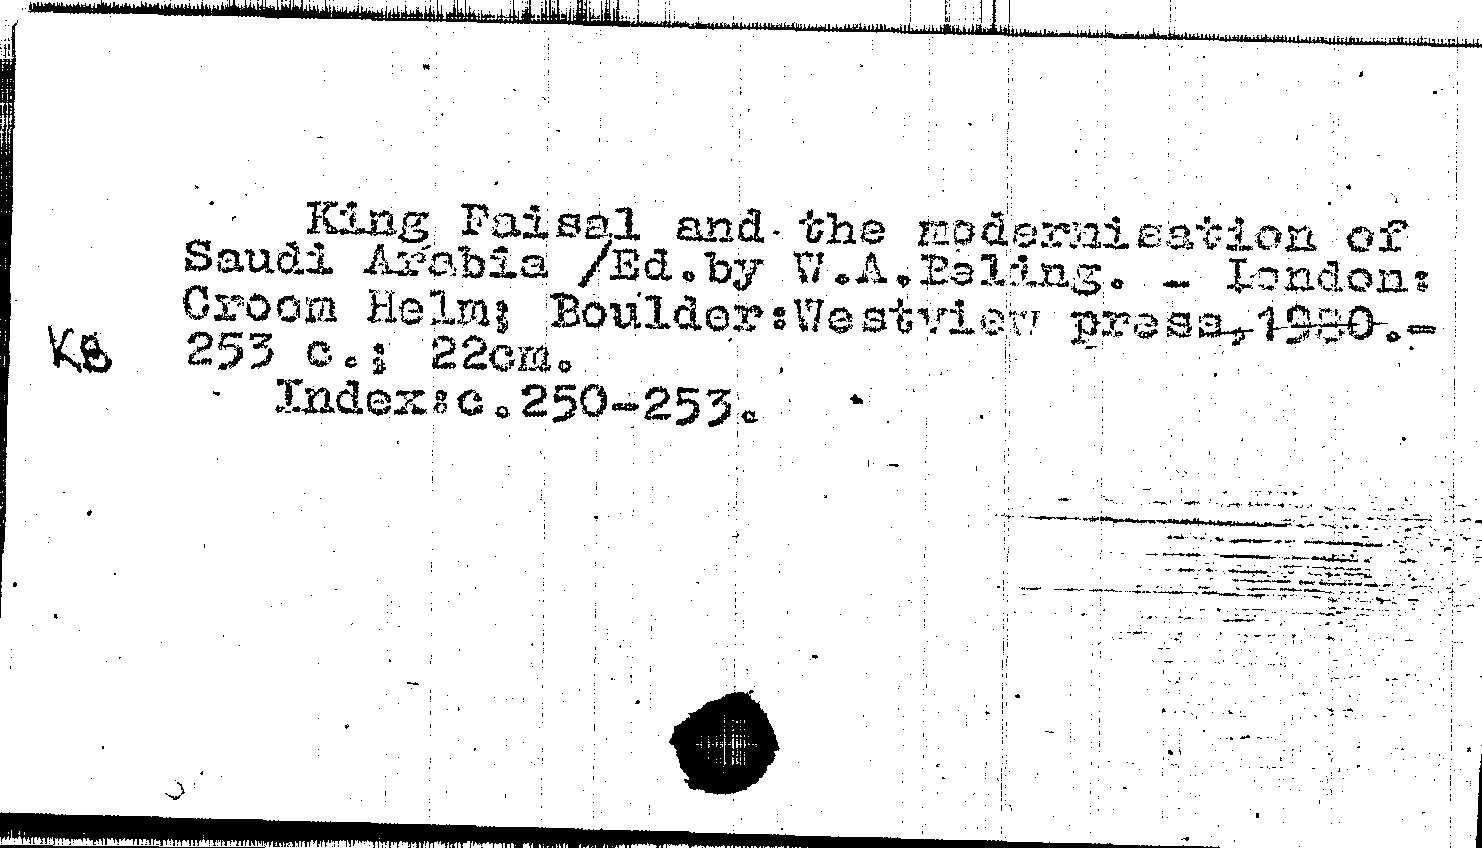 King Faisal and the modernisation of
Saudi Arabia /Ed.by W.A.Beling. - London:
Croom Helm; Boulder:Westview press,1980.-
КВ 253 с.; 22cm.
Index:c.250-253.